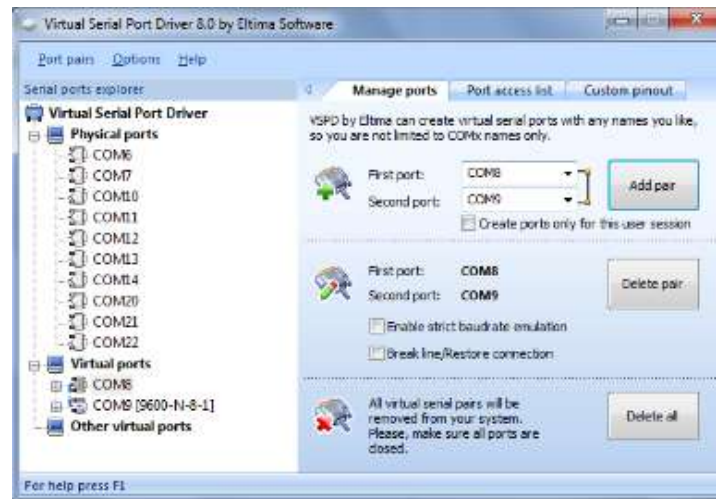 Virtual Serial Port Driver 8.0 by Eltima Software
Port pairs Options Help
Serial ports explorer
Virtual Serial Port Driver
Physical ports
COM6
COM7
COM10
COM11
COM12
COM13
COM14
COM20
COM21
COM22
Virtual ports
COM8
COM9 [9600-N-8-1]
Other virtual ports
Manage ports Port access list Custom pinout
VSPD by Eltima can create virtual serial ports with any names you like,
so you are not limited to COMx names only.
First port: COM8
Second port: COM9
Add pair
Create ports only for this user session
First port: COM8
Second port: COM9
Delete pair
Enable strict baudrate emulation
Break line/Restore connection
All virtual serial pairs will be
removed from your system.
Please, make sure all ports are
closed.
Delete all
For help press F1